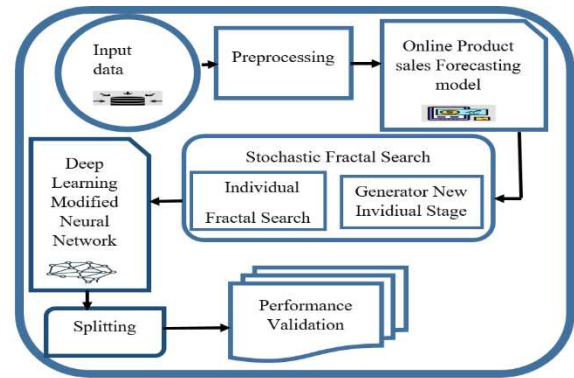 Input
data
Preprocessing
Online Product
sales Forecasting
model
Stochastic Fractal Search
Individual
Fractal Search
Generator New
Invidiual Stage
Deep
Learning
Modified
Neural
Network
Splitting
Performance
Validation